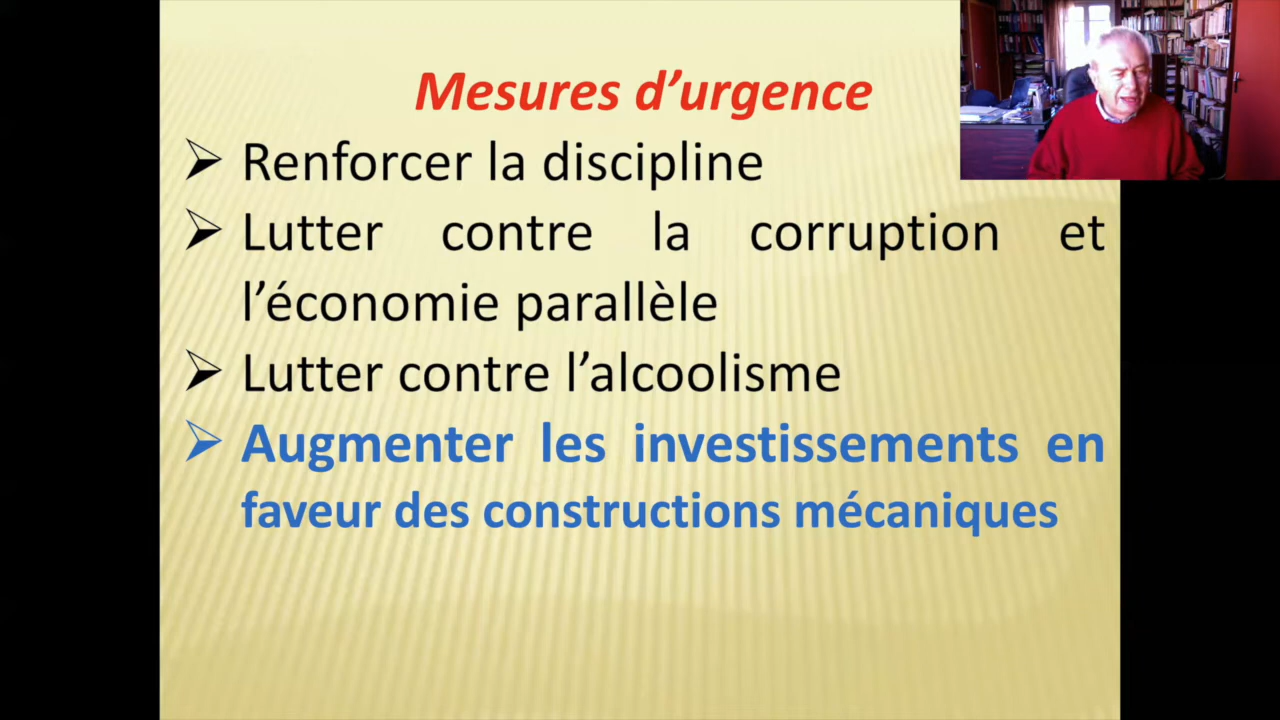 Mesures d’urgence
Renforcer la discipline
Lutter contre la corruption et
l’économie parallèle
Lutter contre l’alcoolisme
Augmenter les investissements en
faveur des constructions mécaniques